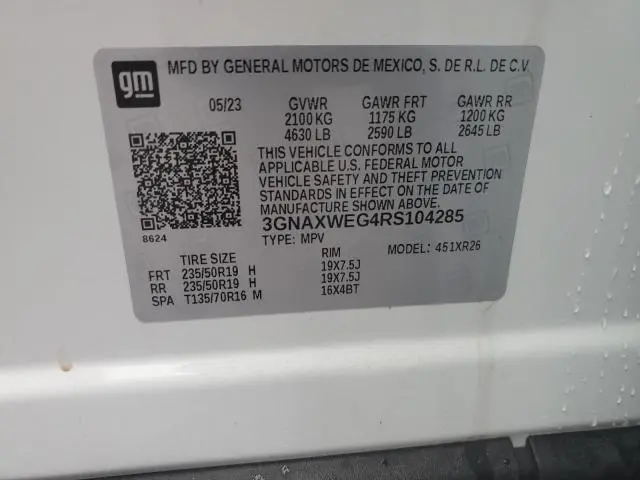 gm MFD BY GENERAL MOTORS DE MEXICO, S. DE R.L. DE C.V.
05/23 GVWR GAWR FRT GAWR RR
2100 KG 1175 KG 1200 KG
4630 LB 2590 LB 2645 LB
THIS VEHICLE CONFORMS TO ALL
APPLICABLE U.S. FEDERAL MOTOR
VEHICLE SAFETY AND THEFT PREVENTION
STANDARDS IN EFFECT ON THE DATE OF
MANUFACTURE SHOWN ABOVE.
3GNAXWEG4RS104285
8624 TYPE: MPV MODEL: 451XR26
TIRE SIZE RIM
FRT 235/50R19 H 19X7.5J
RR 235/50R19 H 19X7.5J
SPA T135/70R16 M 16X4BT